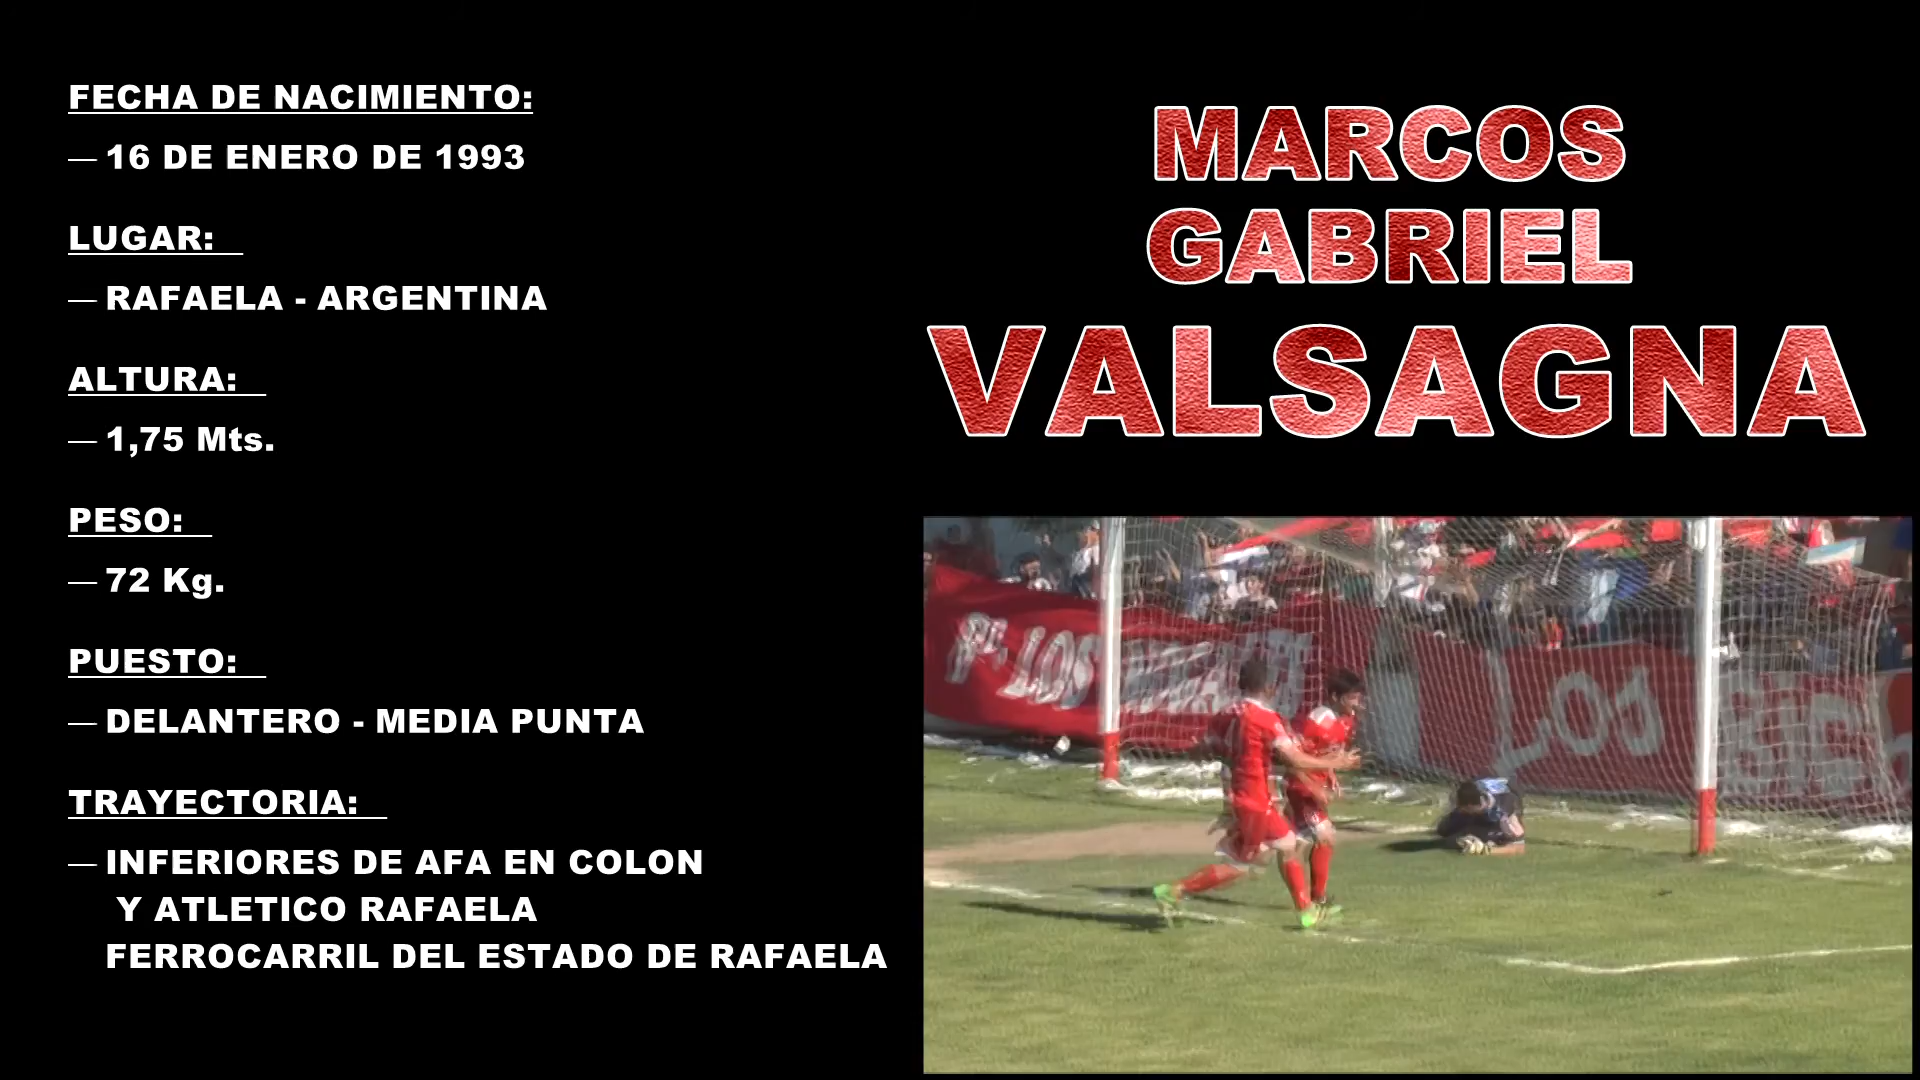 FECHA DE NACIMIENTO:
— 16 DE ENERO DE 1993
LUGAR:
— RAFAELA - ARGENTINA
ALTURA:
— 1,75 Mts.
PESO:
— 72 Kg.
PUESTO:
— DELANTERO - MEDIA PUNTA
TRAYECTORIA:
— INFERIORES DE AFA EN COLON
Y ATLETICO RAFAELA
FERROCARRIL DEL ESTADO DE RAFAELA
MARCOS
GABRIEL
VALSAGNA
LOS
LOS